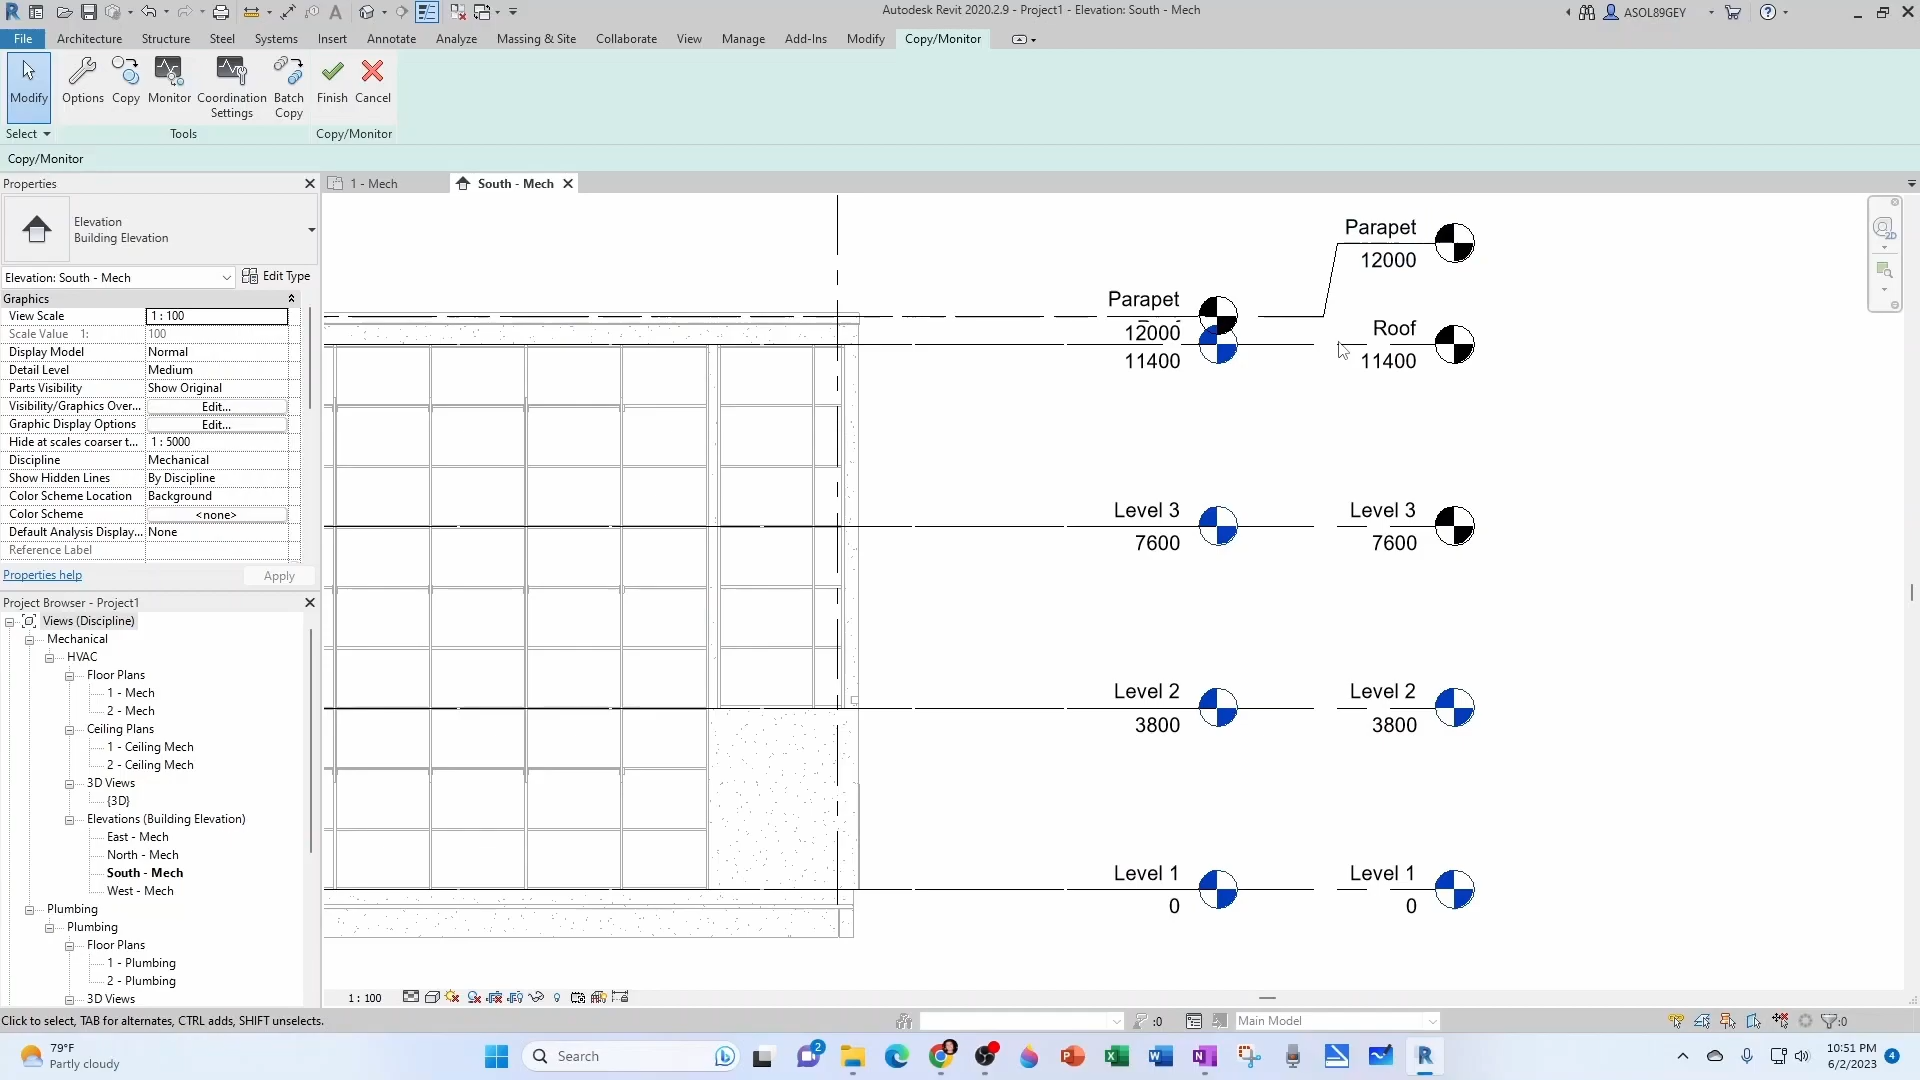 Autodesk Revit 2020.2.9 - Project1 - Elevation: South - Mech
ASOL89GEY
File
Architecture
Structure
Steel
Systems
Insert
Annotate
Analyze
Massing & Site
Collaborate
View
Manage
Add-Ins
Modify
Copy/Monitor
Modify
Options
Copy
Monitor
Coordination
Settings
Batch
Copy
Finish
Cancel
Select
Tools
Copy/Monitor
Copy/Monitor
Properties
Elevation
Building Elevation
Elevation: South - Mech
Edit Type
Graphics
View Scale 1 : 100
Scale Value 1: 100
Display Model Normal
Detail Level Medium
Parts Visibility Show Original
Visibility/Graphics Over... Edit...
Graphic Display Options Edit...
Hide at scales coarser t... 1 : 5000
Discipline Mechanical
Show Hidden Lines By Discipline
Color Scheme Location Background
Color Scheme <none>
Default Analysis Display... None
Reference Label
Properties help
Apply
Project Browser - Project1
Views (Discipline)
Mechanical
HVAC
Floor Plans
1 - Mech
2 - Mech
Ceiling Plans
1 - Ceiling Mech
2 - Ceiling Mech
3D Views
{3D}
Elevations (Building Elevation)
East - Mech
North - Mech
South - Mech
West - Mech
Plumbing
Plumbing
Floor Plans
1 - Plumbing
2 - Plumbing
3D Views
1 - Mech
South - Mech
2D
Parapet
12000
Parapet
12000
11400
Roof
11400
Level 3
7600
Level 3
7600
Level 2
3800
Level 2
3800
Level 1
0
Level 1
0
1 : 100
Click to select, TAB for alternates, CTRL adds, SHIFT unselects.
:0
Main Model
:0
79°F
Partly cloudy
Search
2
10:51 PM
6/2/2023
4